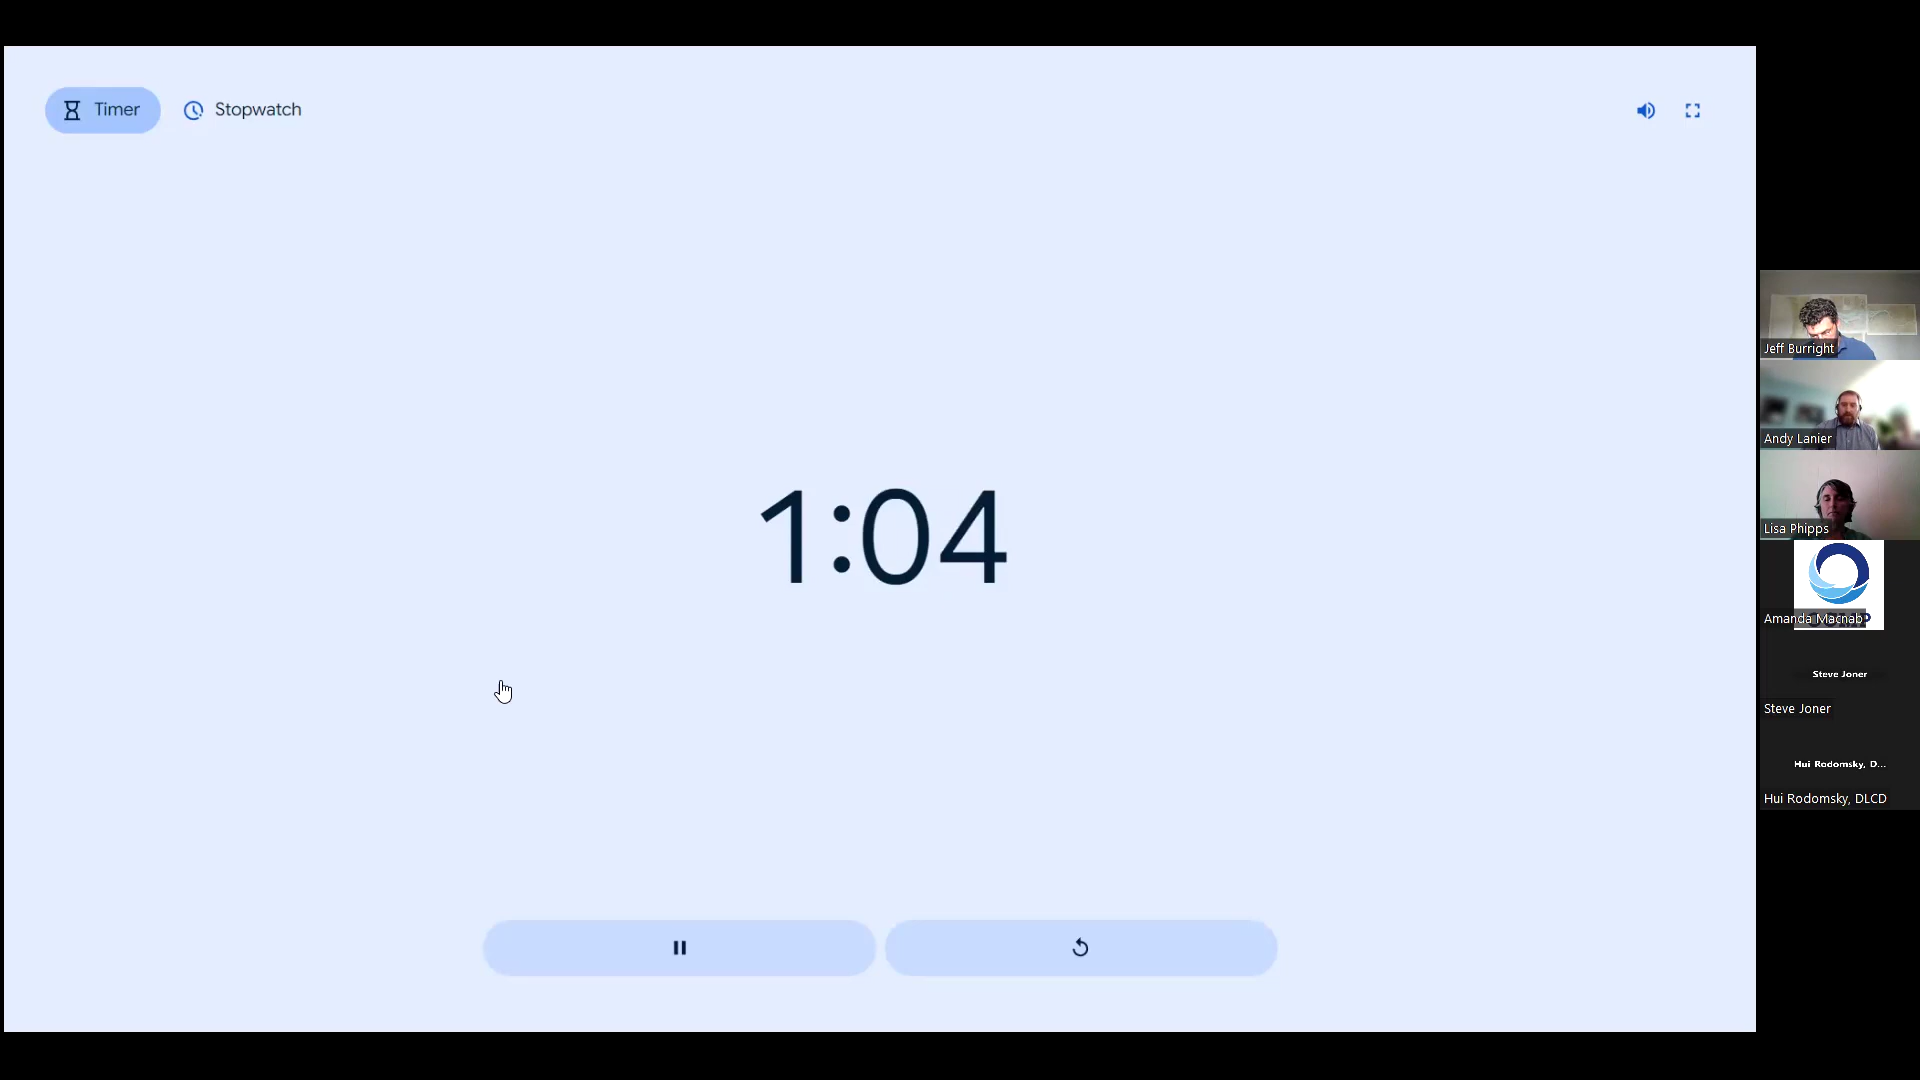 Timer
Stopwatch
1:04
Jeff Burright
Andy Lanier
Lisa Phipps
Amanda Macnab
Steve Joner
Steve Joner
Hui Rodomsky, D...
Hui Rodomsky, DLCD